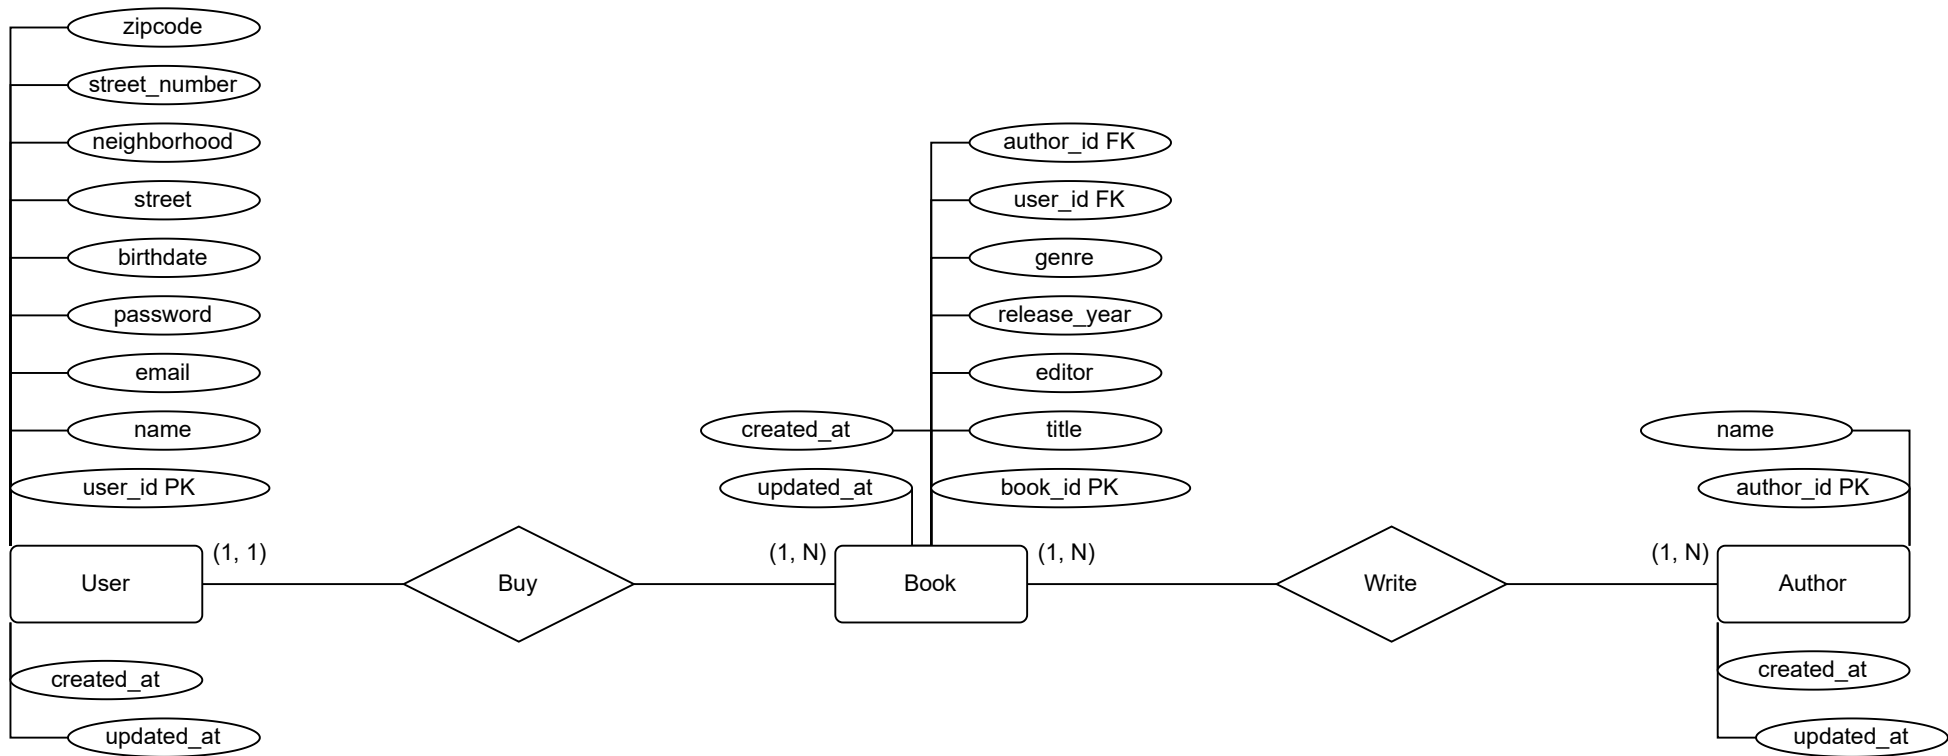 zipcode
street_number
neighborhood
author_id FK
street
user_id FK
birthdate
genre
password
release_year
email
editor
name
created_at
title
name
user_id PK
updated_at
book_id PK
author_id PK
(1, 1)
(1, N)
(1, N)
(1, N)
User
Buy
Book
Write
Author
created_at
created_at
updated_at
updated_at